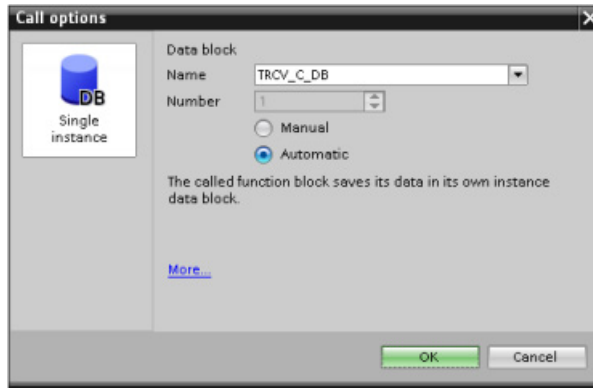 Call options
DB
Single
instance
Data block
Name TRCV_C_DB
Number 1
Manual
Automatic
The called function block saves its data in its own instance
data block.
More...
OK Cancel